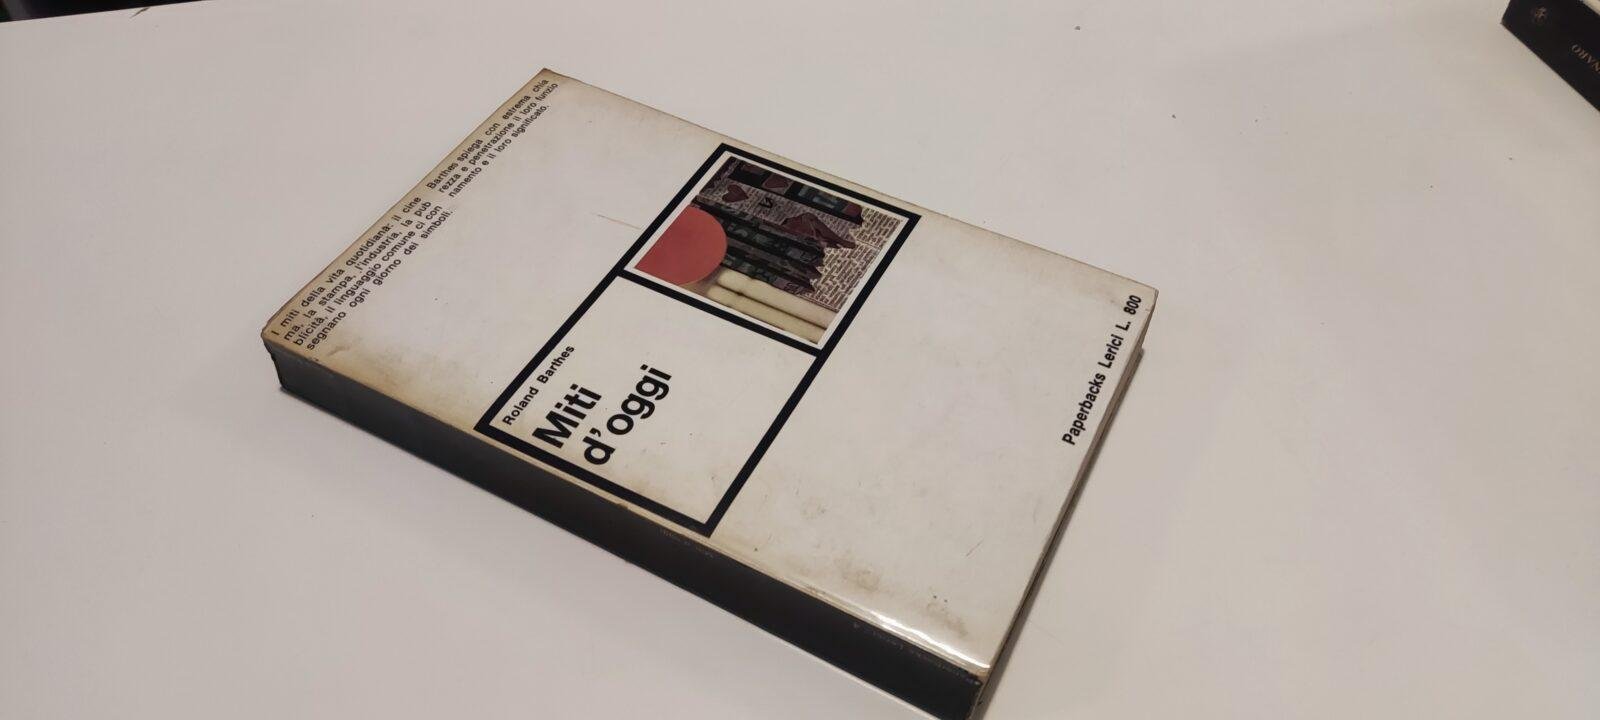 I miti della vita quotidiana: il cine
ma, la stampa, l'industria, la pub
blicità, il linguaggio comune ci con
segnano ogni giorno dei simboli.
Barthes spiega con estrema chia
rezza e penetrazione il loro funzio
namento e il loro significato.
Roland Barthes
Miti
d'oggi
Paperbacks Lerici L. 800